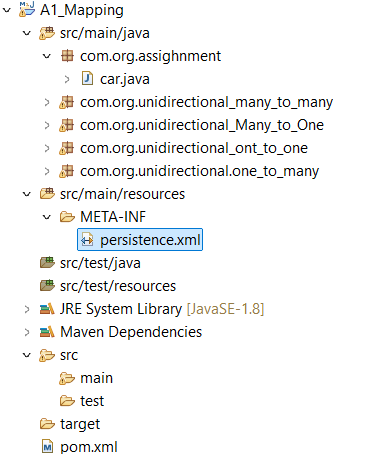 A1_Mapping
src/main/java
com.org.assighnment
car.java
com.org.unidirectional_many_to_many
com.org.unidirectional_Many_to_One
com.org.unidirectional_ont_to_one
com.org.unidirectional.one_to_many
src/main/resources
META-INF
persistence.xml
src/test/java
src/test/resources
JRE System Library [JavaSE-1.8]
Maven Dependencies
src
main
test
target
pom.xml